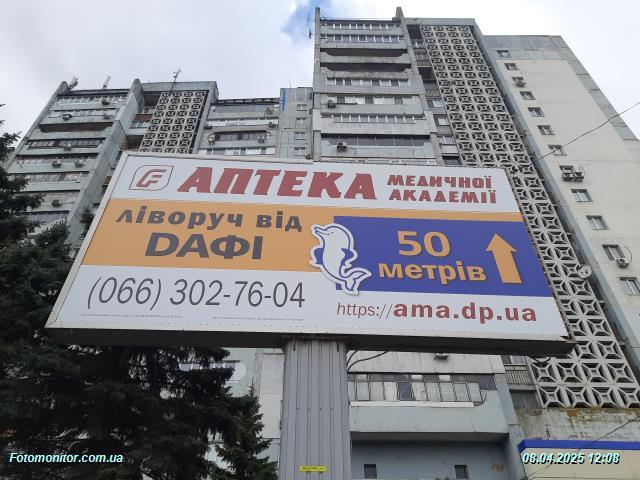 АПТЕКА МЕДИЧНОЇ АКАДЕМІЇ
ліворуч від
DАФІ
50
метрів
(066) 302-76-04
https://ama.dp.ua
Fotomonitor.com.ua
08.04.2025 12:08